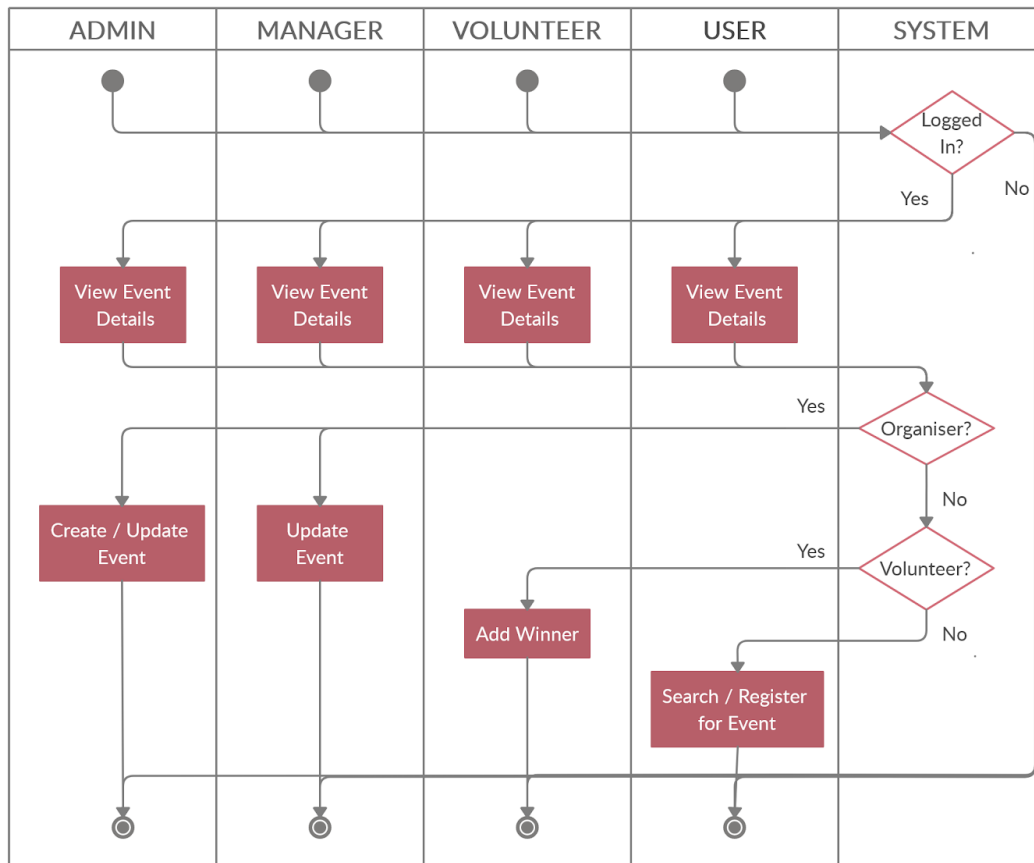 ADMIN
MANAGER
VOLUNTEER
USER
SYSTEM
Logged
In?
Yes
No
View Event
Details
View Event
Details
View Event
Details
View Event
Details
Yes
Organiser?
No
Create / Update
Event
Update
Event
Yes
Volunteer?
No
Add Winner
Search / Register
for Event